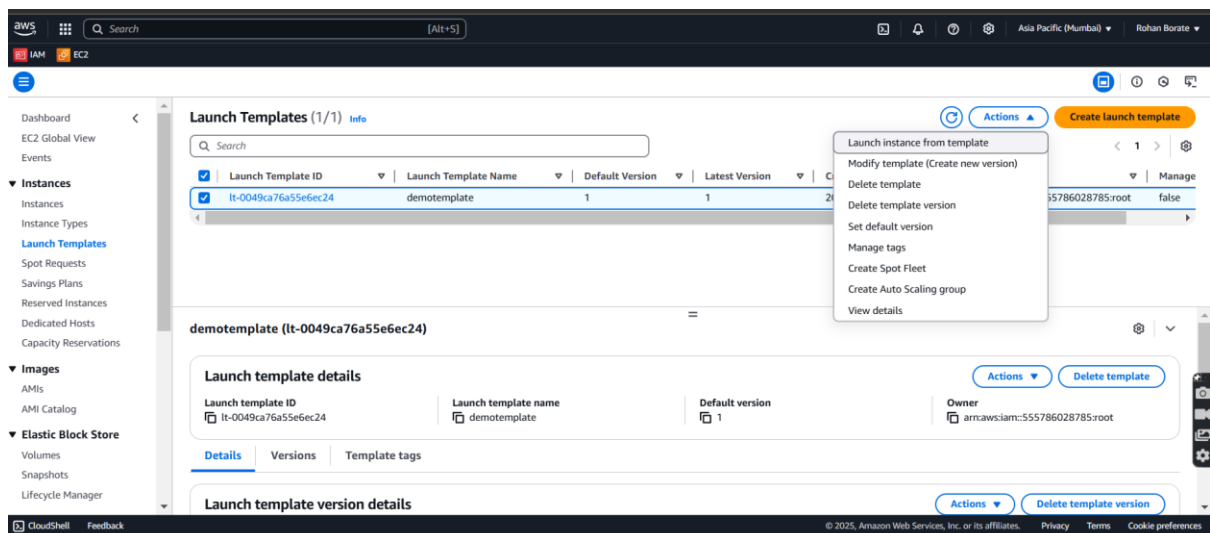 aws Search [Alt+S] Asia Pacific (Mumbai) Rohan Borate
IAM EC2
Dashboard
EC2 Global View
Events
Instances
Instances
Instance Types
Launch Templates
Spot Requests
Savings Plans
Reserved Instances
Dedicated Hosts
Capacity Reservations
Images
AMIs
AMI Catalog
Elastic Block Store
Volumes
Snapshots
Lifecycle Manager
Launch Templates (1/1) Info Actions Create launch template
Search 1
Launch Template ID Launch Template Name Default Version Latest Version Manage
lt-0049ca76a55e6ec24 demotemplate 1 1 55786028785:root false
Launch instance from template
Modify template (Create new version)
Delete template
Delete template version
Set default version
Manage tags
Create Spot Fleet
Create Auto Scaling group
View details
demotemplate (lt-0049ca76a55e6ec24)
Launch template details Actions Delete template
Launch template ID Launch template name Default version Owner
lt-0049ca76a55e6ec24 demotemplate 1 arn:aws:iam::555786028785:root
Details Versions Template tags
Launch template version details Actions Delete template version
CloudShell Feedback © 2025, Amazon Web Services, Inc. or its affiliates. Privacy Terms Cookie preferences